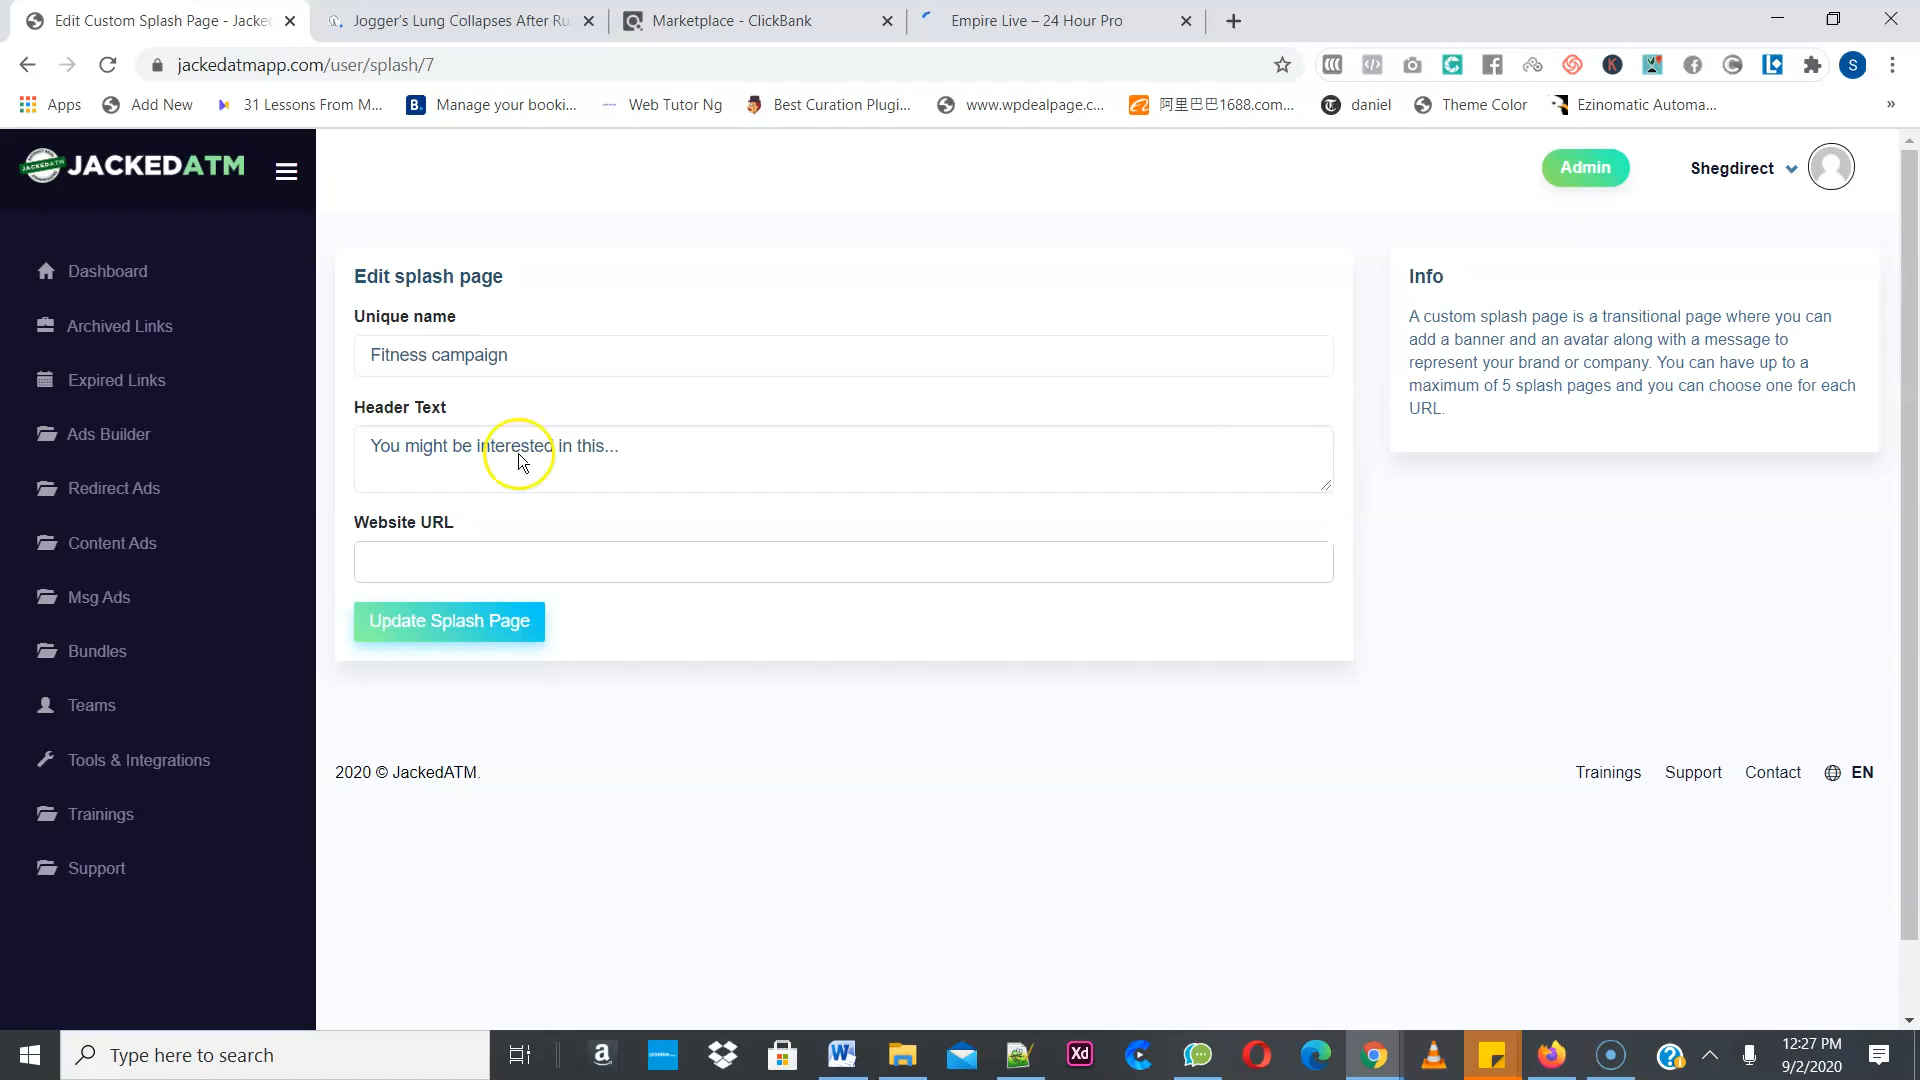 Edit Custom Splash Page - Jacke
Jogger's Lung Collapses After Ru
Marketplace - ClickBank
Empire Live – 24 Hour Pro
jackedatmapp.com/user/splash/7
S
Apps
Add New
31 Lessons From M...
Manage your booki...
Web Tutor Ng
Best Curation Plugi...
www.wpdealpage.c...
阿里巴巴1688.com...
daniel
Theme Color
Ezinomatic Automa...
»
JACKEDATM
Admin
Shegdirect
Dashboard
Archived Links
Expired Links
Ads Builder
Redirect Ads
Content Ads
Msg Ads
Bundles
Teams
Tools & Integrations
Trainings
Support
Edit splash page
Unique name
Fitness campaign
Header Text
You might be interested in this...
Website URL
Update Splash Page
Info
A custom splash page is a transitional page where you can
add a banner and an avatar along with a message to
represent your brand or company. You can have up to a
maximum of 5 splash pages and you can choose one for each
URL.
2020 © JackedATM.
Trainings
Support
Contact
EN
Type here to search
12:27 PM
9/2/2020